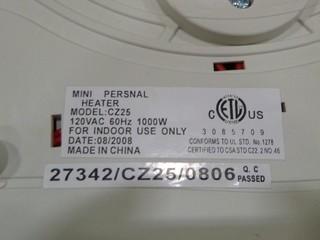 MINI PERSNAL
HEATER
MODEL:CZ25
120VAC 60Hz 1000W
FOR INDOOR USE ONLY
DATE:08/2008
MADE IN CHINA
C ETL US
3085709
CONFORMS TO UL STD. No. 1278
CERTIFIED TO CSA STD C22. 2 NO. 46
27342/CZ25/0806 Q. C
PASSED